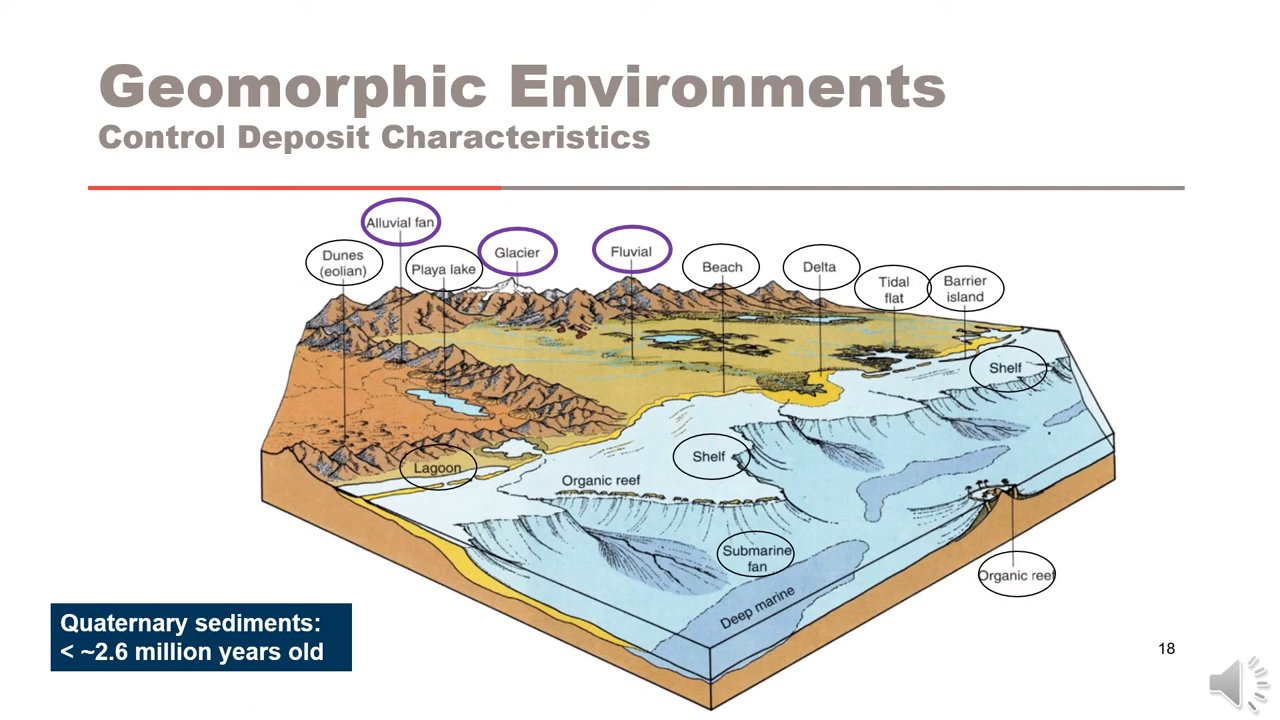 Geomorphic Environments
Control Deposit Characteristics
Alluvial fan
Dunes
(eolian)
Playa lake
Glacier
Fluvial
Beach
Delta
Tidal
flat
Barrier
island
Shelf
Lagoon
Organic reef
Shelf
Submarine
fan
Organic reef
Deep marine
Quaternary sediments:
< ~2.6 million years old
18